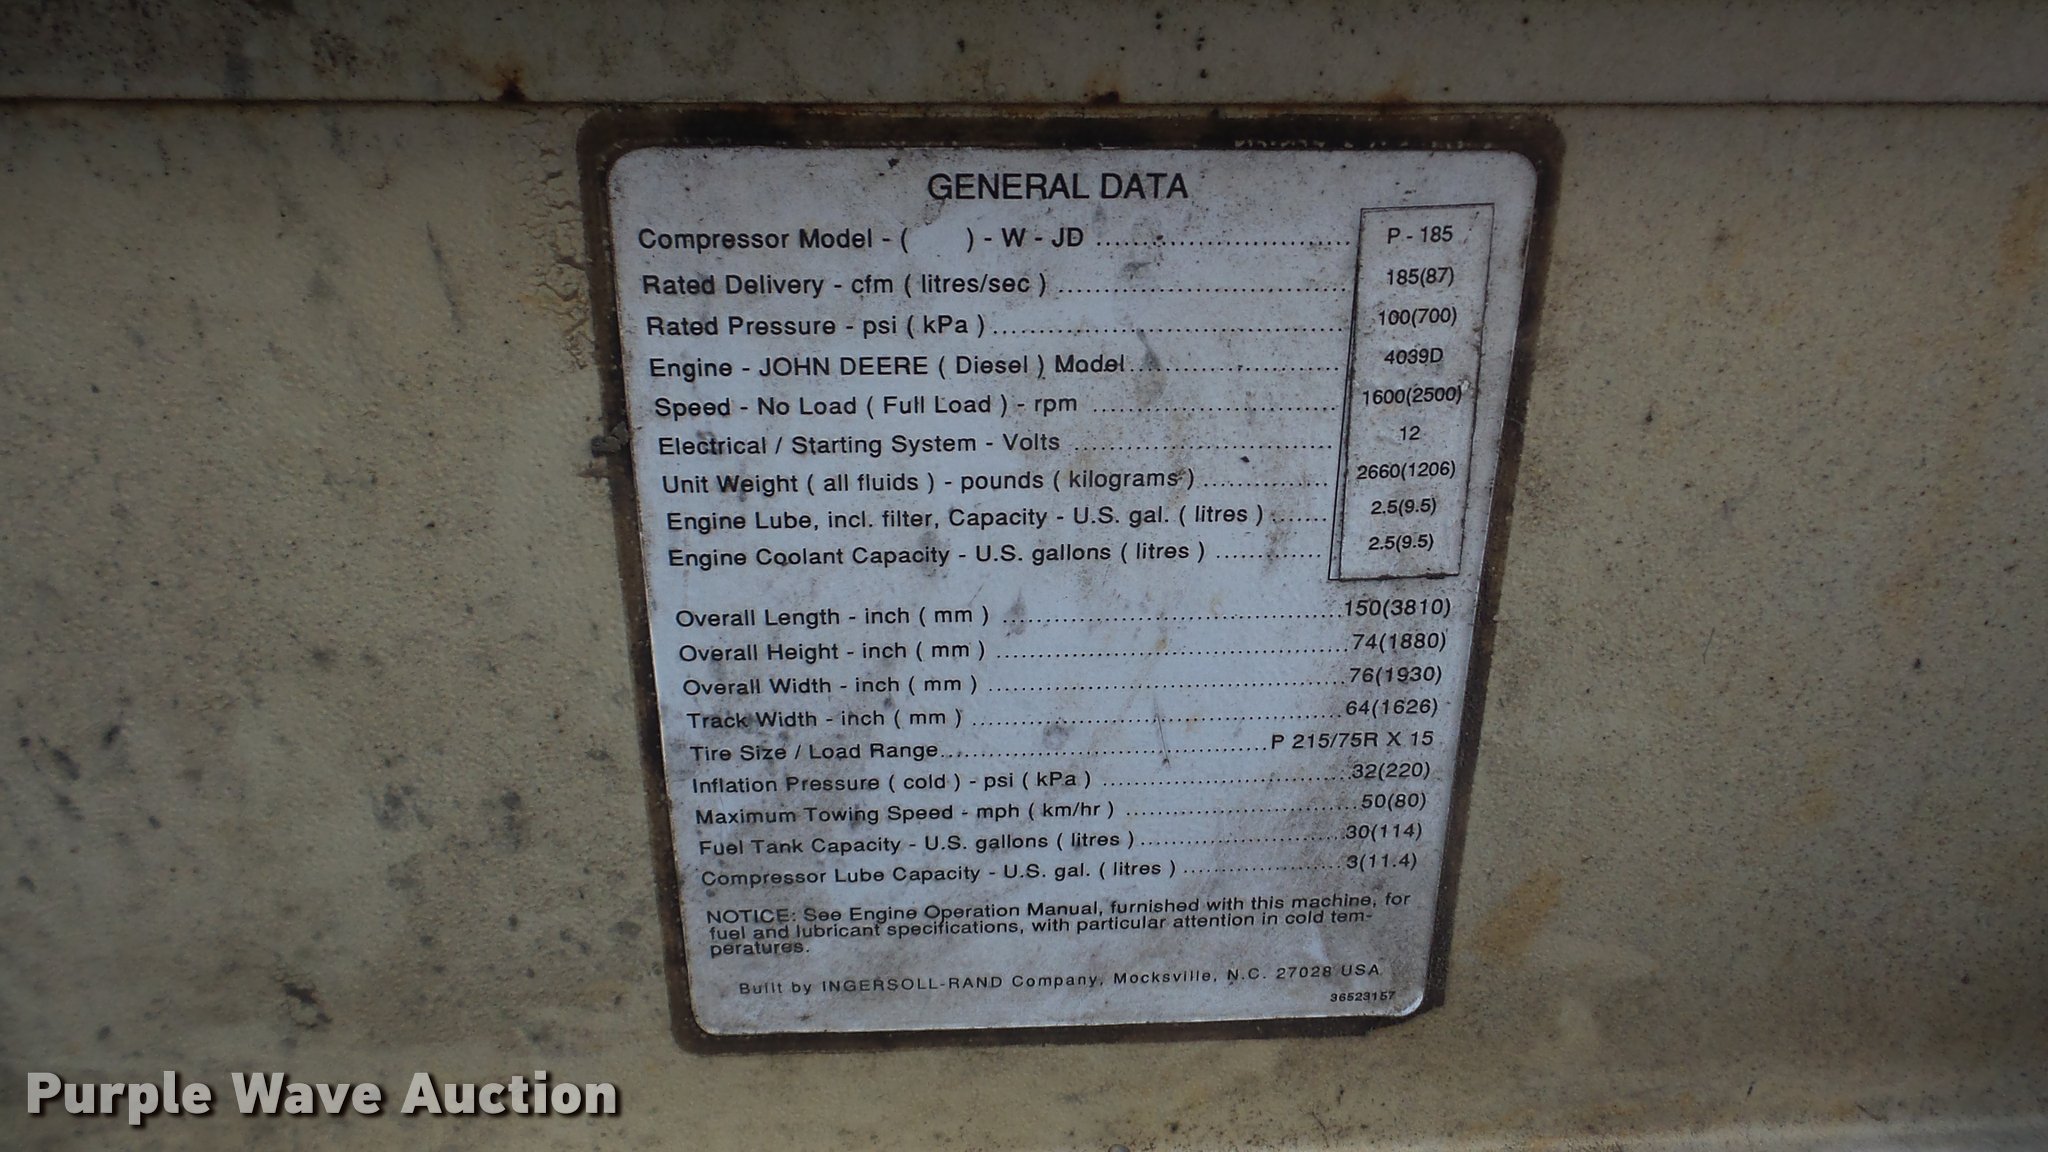 GENERAL DATA
Compressor Model - (      ) - W - JD .................... P - 185
Rated Delivery - cfm ( litres/sec ) .................... 185(87)
Rated Pressure - psi ( kPa ) .................... 100(700)
Engine - JOHN DEERE ( Diesel ) Model .................... 4039D
Speed - No Load ( Full Load ) - rpm .................... 1600(2500)
Electrical / Starting System - Volts .................... 12
Unit Weight ( all fluids ) - pounds ( kilograms ) .................... 2660(1206)
Engine Lube, incl. filter, Capacity - U.S. gal. ( litres ) ....... 2.5(9.5)
Engine Coolant Capacity - U.S. gallons ( litres ) ............. 2.5(9.5)
Overall Length - inch ( mm ) .................... 150(3810)
Overall Height - inch ( mm ) .................... 74(1880)
Overall Width - inch ( mm ) .................... 76(1930)
Track Width - inch ( mm ) .................... 64(1626)
Tire Size / Load Range .................... P 215/75R X 15
Inflation Pressure ( cold ) - psi ( kPa ) .................... 32(220)
Maximum Towing Speed - mph ( km/hr ) .................... 50(80)
Fuel Tank Capacity - U.S. gallons ( litres ) .................... 30(114)
Compressor Lube Capacity - U.S. gal. ( litres ) .................... 3(11.4)
NOTICE: See Engine Operation Manual, furnished with this machine, for
fuel and lubricant specifications, with particular attention in cold tem-
peratures.
Built by INGERSOLL-RAND Company, Mocksville, N.C. 27028 USA
36523157
Purple Wave Auction